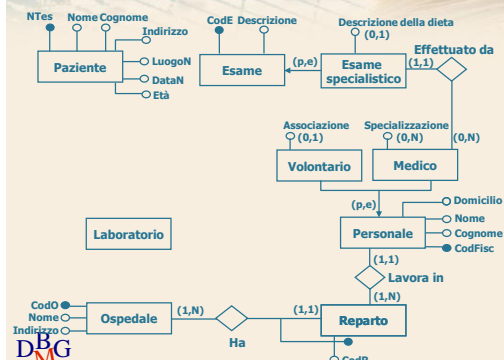 NTes
Nome Cognome
Indirizzo
Paziente
LuogoN
DataN
Età
CodE Descrizione
Esame
(p,e)
Descrizione della dieta
(0,1)
Esame
specialistico
(1,1)
Effettuato da
(0,N)
Associazione
(0,1)
Volontario
Specializzazione
(0,N)
Medico
(p,e)
Domicilio
Nome
Cognome
CodFisc
Personale
(1,1)
Lavora in
(1,N)
Laboratorio
CodO
Nome
Indirizzo
Ospedale
(1,N)
Ha
(1,1)
Reparto
CodR
DBMG